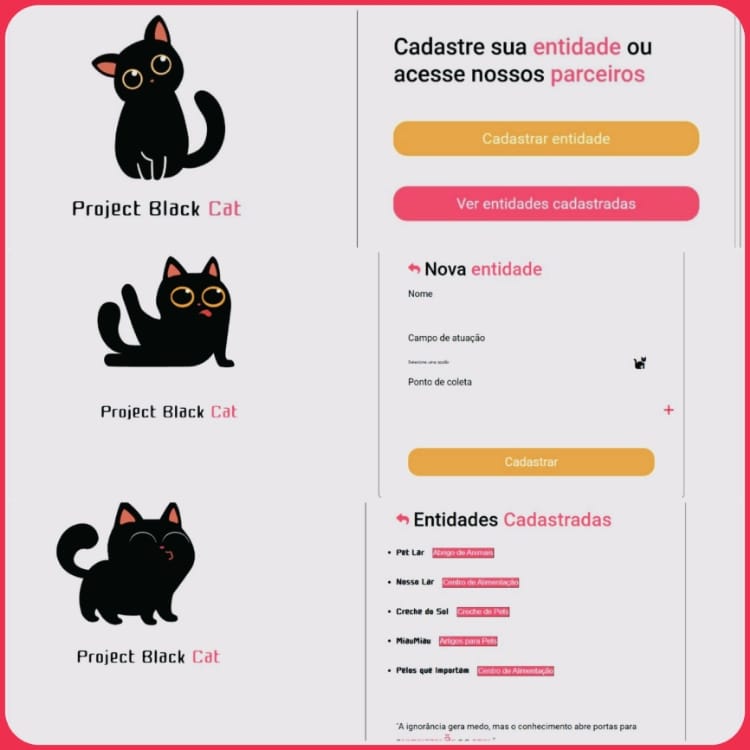 Project Black Cat
Cadastre sua entidade ou
acesse nossos parceiros
Cadastrar entidade
Ver entidades cadastradas
Project Black Cat
Nova entidade
Nome
Campo de atuação
Selecione uma opção
Ponto de coleta
+
Cadastrar
Project Black Cat
Entidades Cadastradas
• Pet Lar Abrigo de Animais
• Nosso Lar Centro de Alimentação
• Creche do Sol Creche de Pets
• MiauMiau Artigos para Pets
• Pelos que Importam Centro de Alimentação
"A ignorância gera medo, mas o conhecimento abre portas para